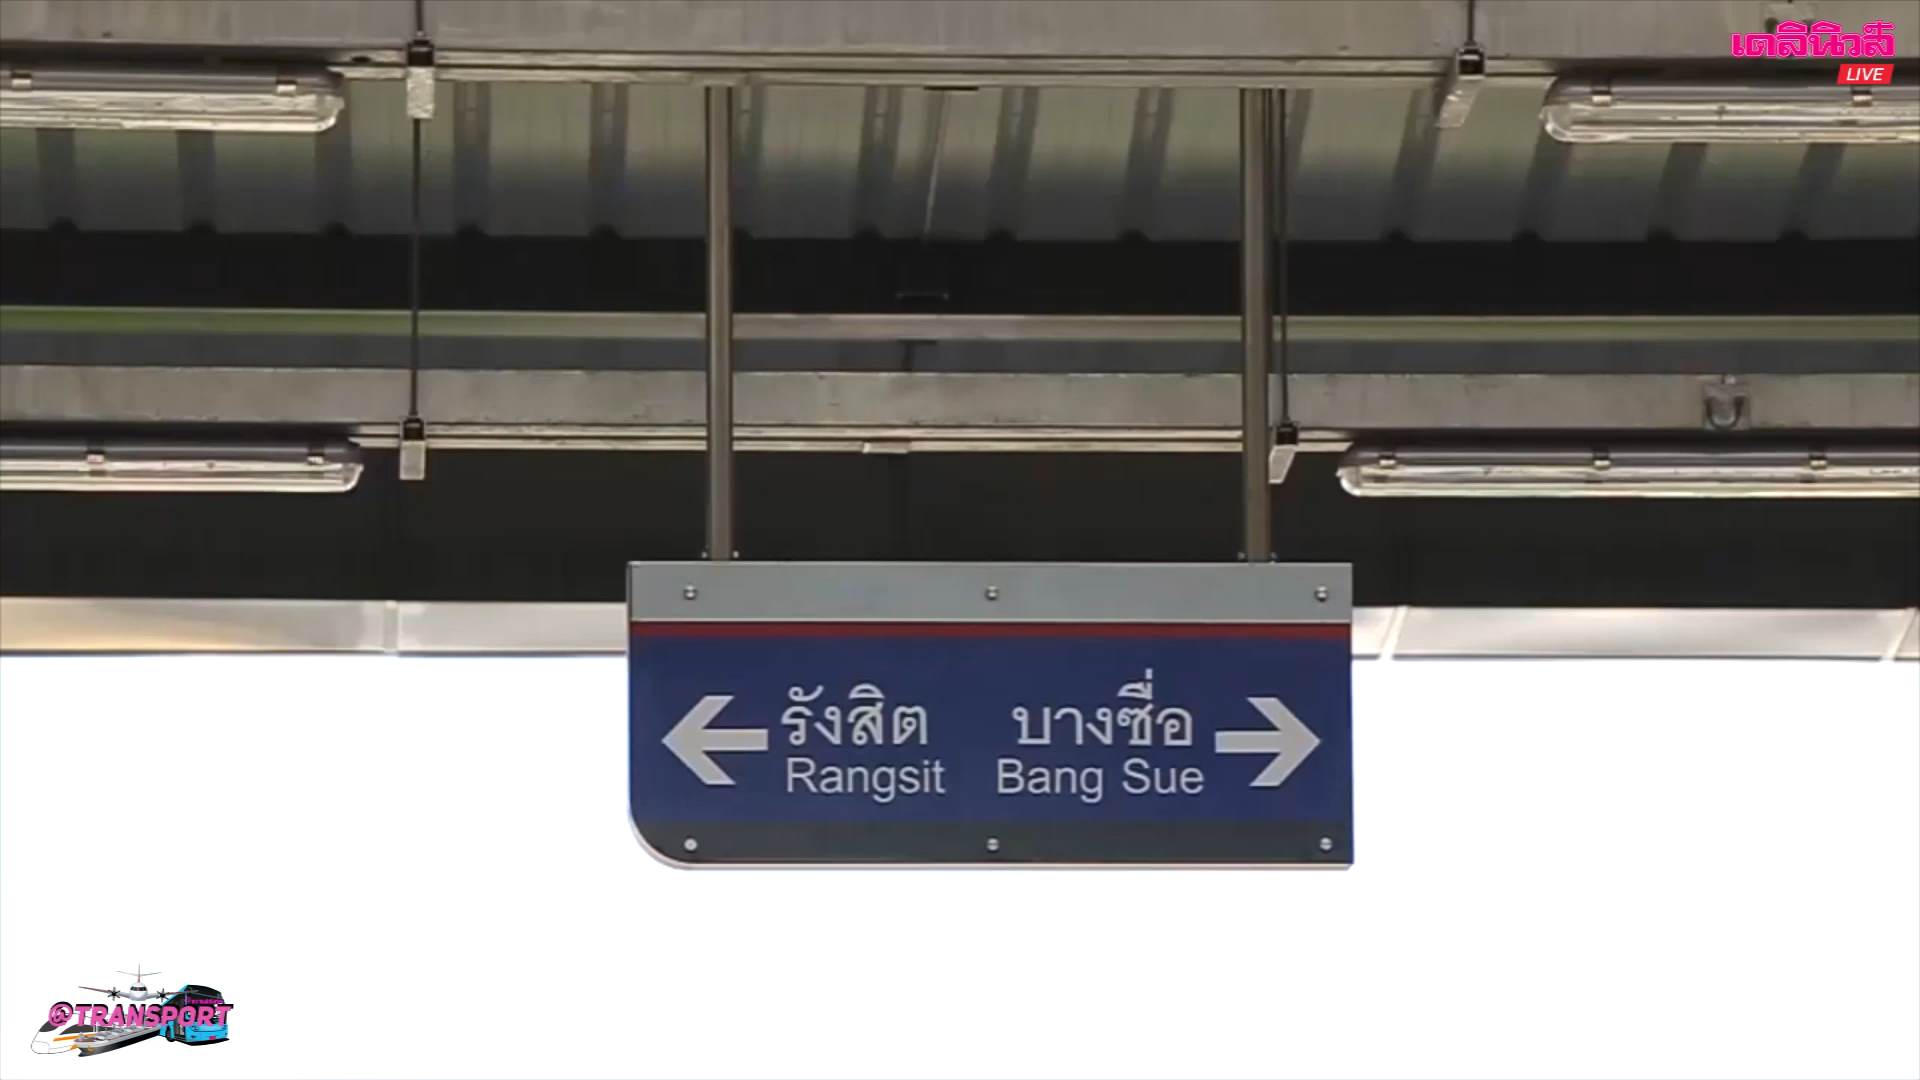 เดลินิวส์
LIVE
รังสิต บางซื่อ
Rangsit Bang Sue
@TRANSPORT